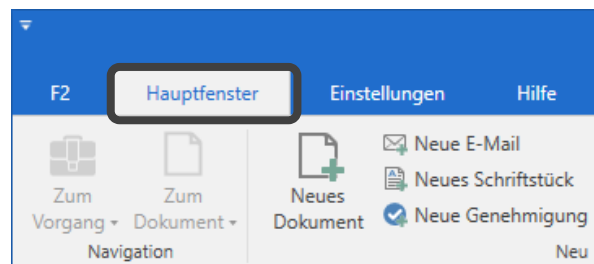 F2 Hauptfenster Einstellungen Hilfe
Zum Vorgang
Zum Dokument
Neues Dokument
Neue E-Mail
Neues Schriftstück
Neue Genehmigung
Navigation
Neu